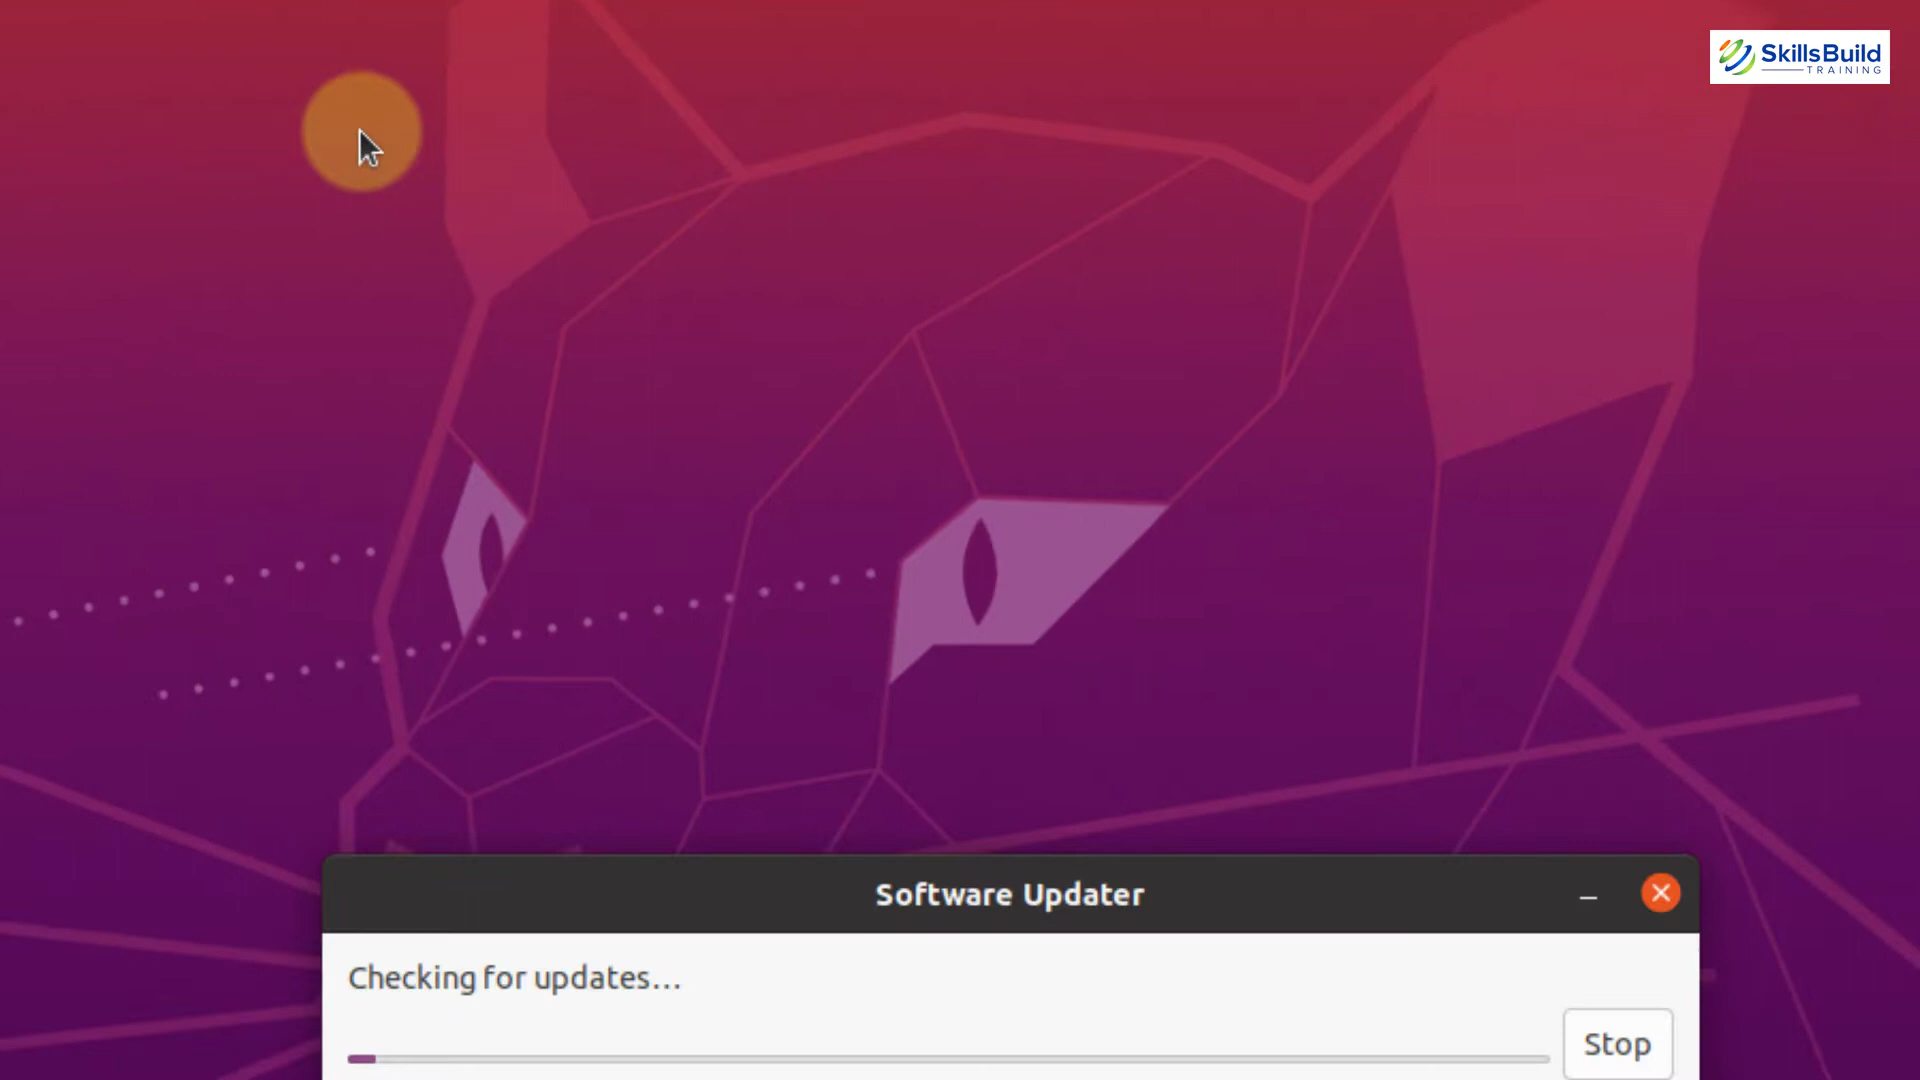 SkillsBuild
TRAINING
Software Updater
Checking for updates...
Stop